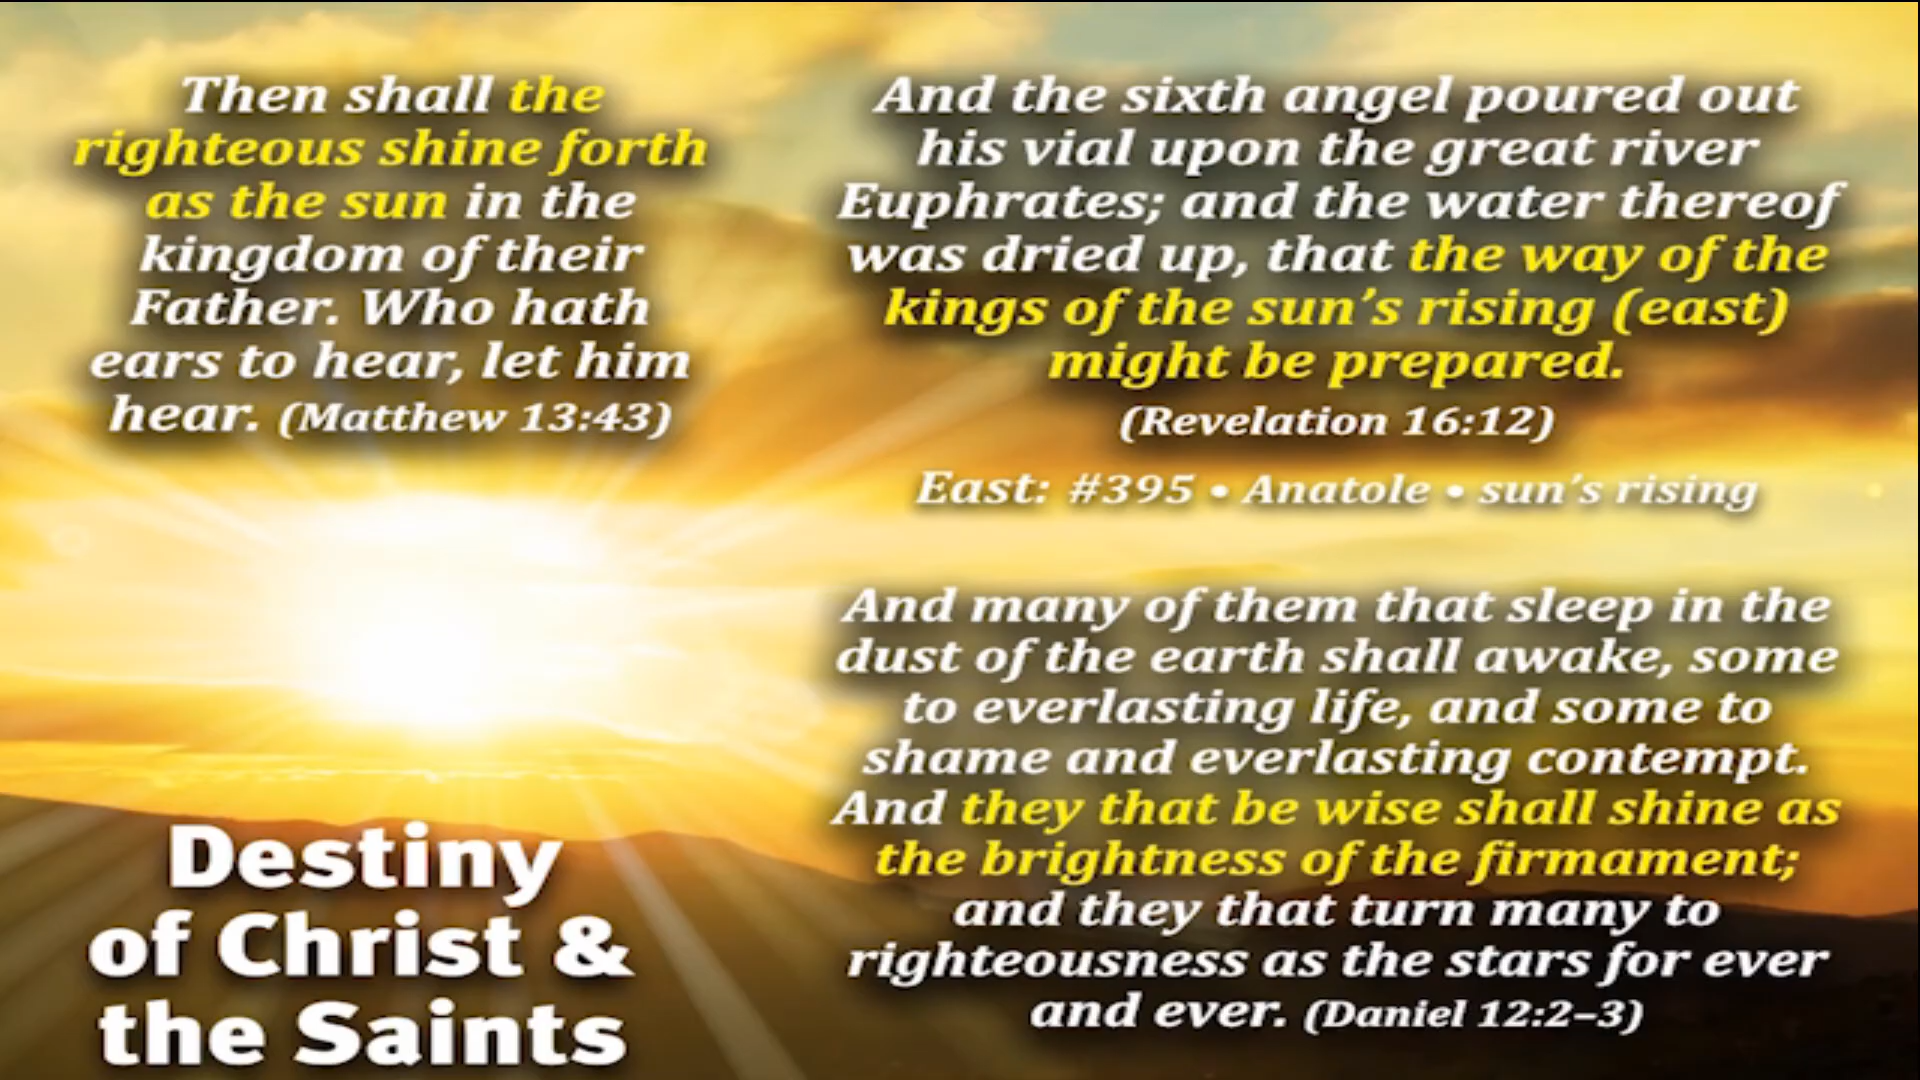 Then shall the
righteous shine forth
as the sun in the
kingdom of their
Father. Who hath
ears to hear, let him
hear. (Matthew 13:43)
And the sixth angel poured out
his vial upon the great river
Euphrates; and the water thereof
was dried up, that the way of the
kings of the sun’s rising (east)
might be prepared.
(Revelation 16:12)
East: #395 • Anatole • sun’s rising
And many of them that sleep in the
dust of the earth shall awake, some
to everlasting life, and some to
shame and everlasting contempt.
And they that be wise shall shine as
the brightness of the firmament;
and they that turn many to
righteousness as the stars for ever
and ever. (Daniel 12:2–3)
Destiny
of Christ &
the Saints